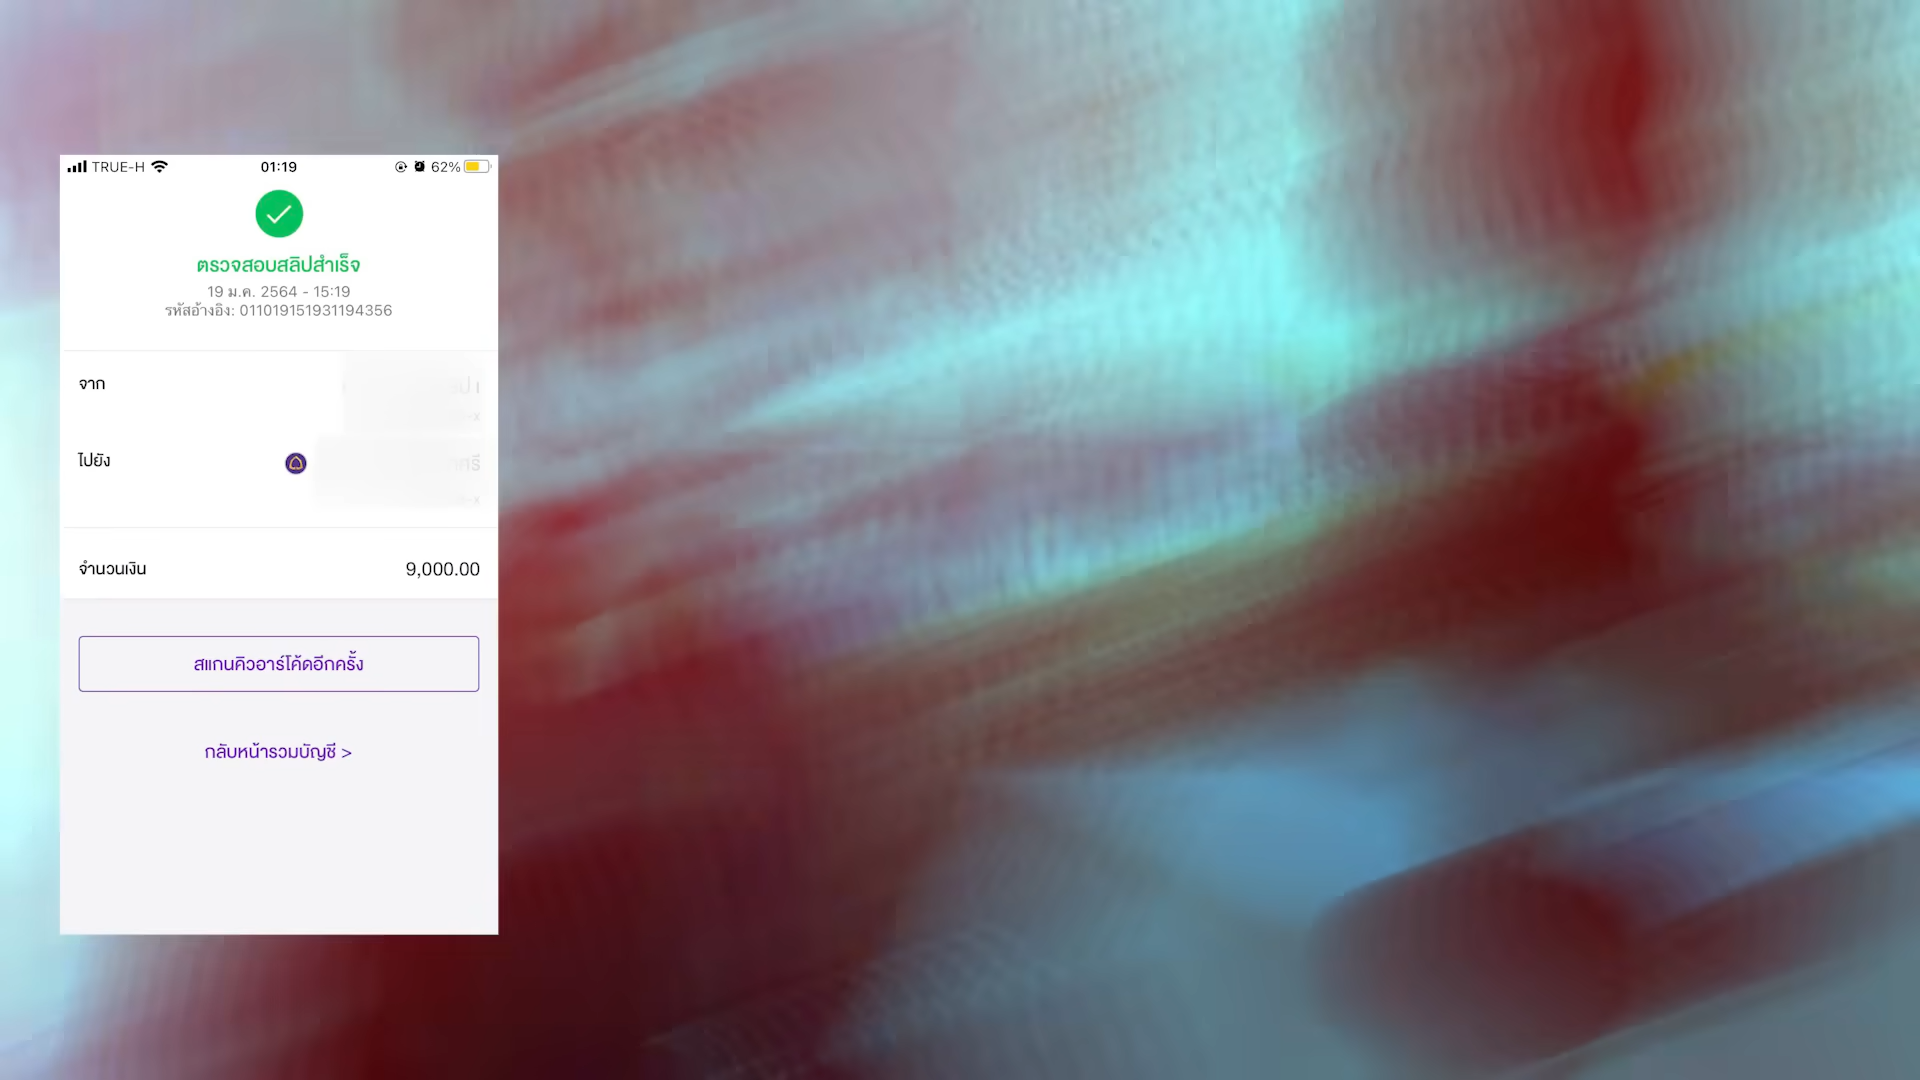 TRUE-H 01:19 62%
ตรวจสอบสลิปสำเร็จ
19 ม.ค. 2564 - 15:19
รหัสอ้างอิง: 011019151931194356
จาก
ไปยัง
จำนวนเงิน 9,000.00
สแกนคิวอาร์โค้ดอีกครั้ง
กลับหน้ารวมบัญชี >